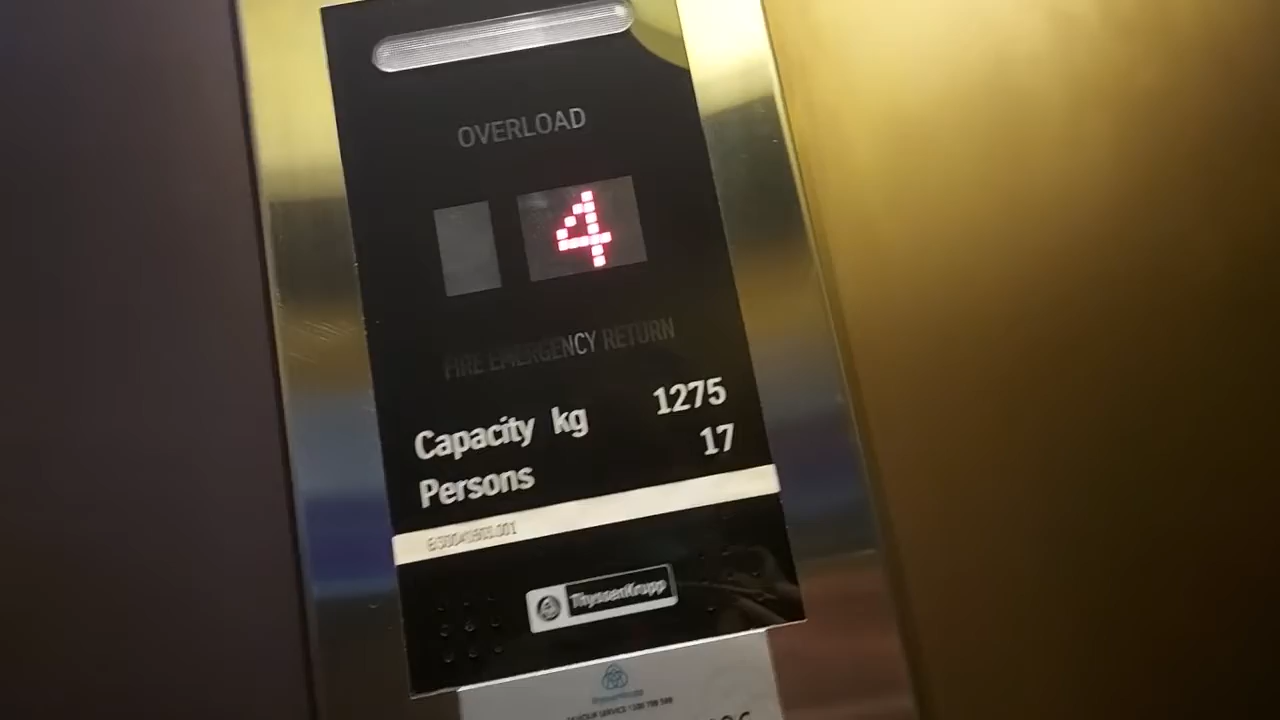 OVERLOAD
4
FIRE EMERGENCY RETURN
Capacity kg 1275
Persons 17
ThyssenKrupp